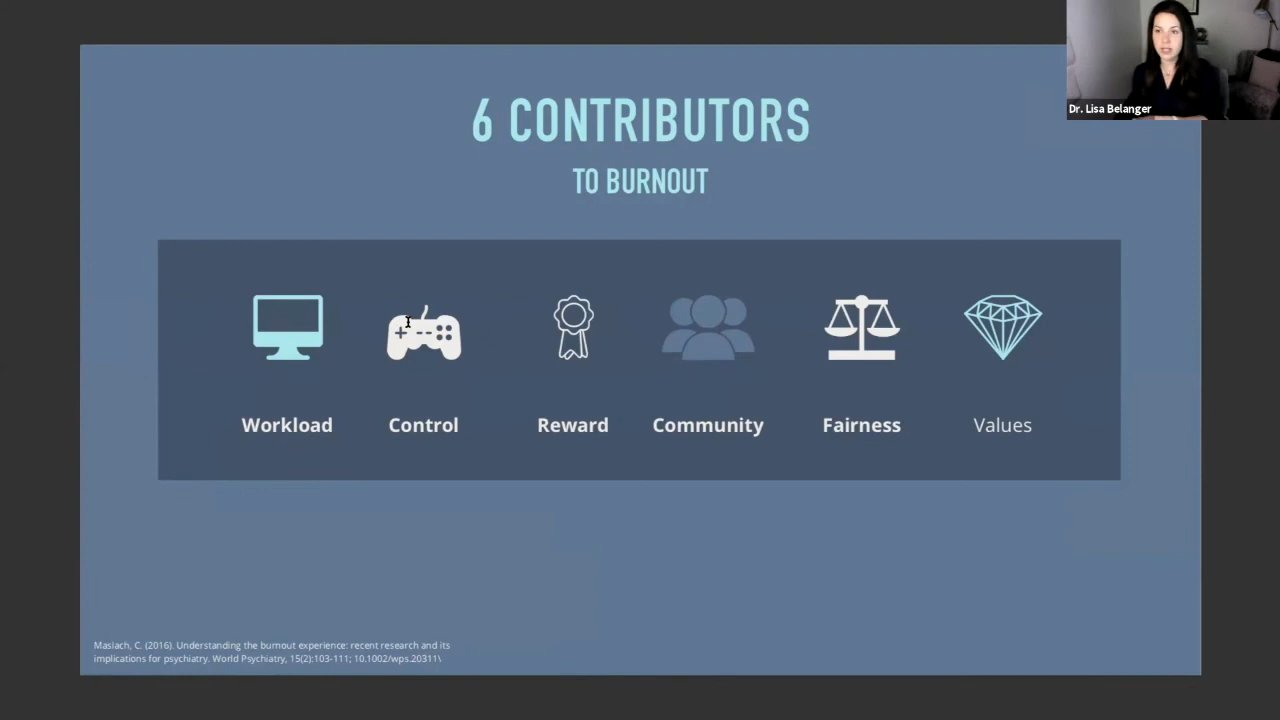 Dr. Lisa Belanger
6 CONTRIBUTORS
TO BURNOUT
Workload
Control
Reward
Community
Fairness
Values
Maslach, C. (2016). Understanding the burnout experience: recent research and its
implications for psychiatry. World Psychiatry, 15(2):103-111; 10.1002/wps.20311\